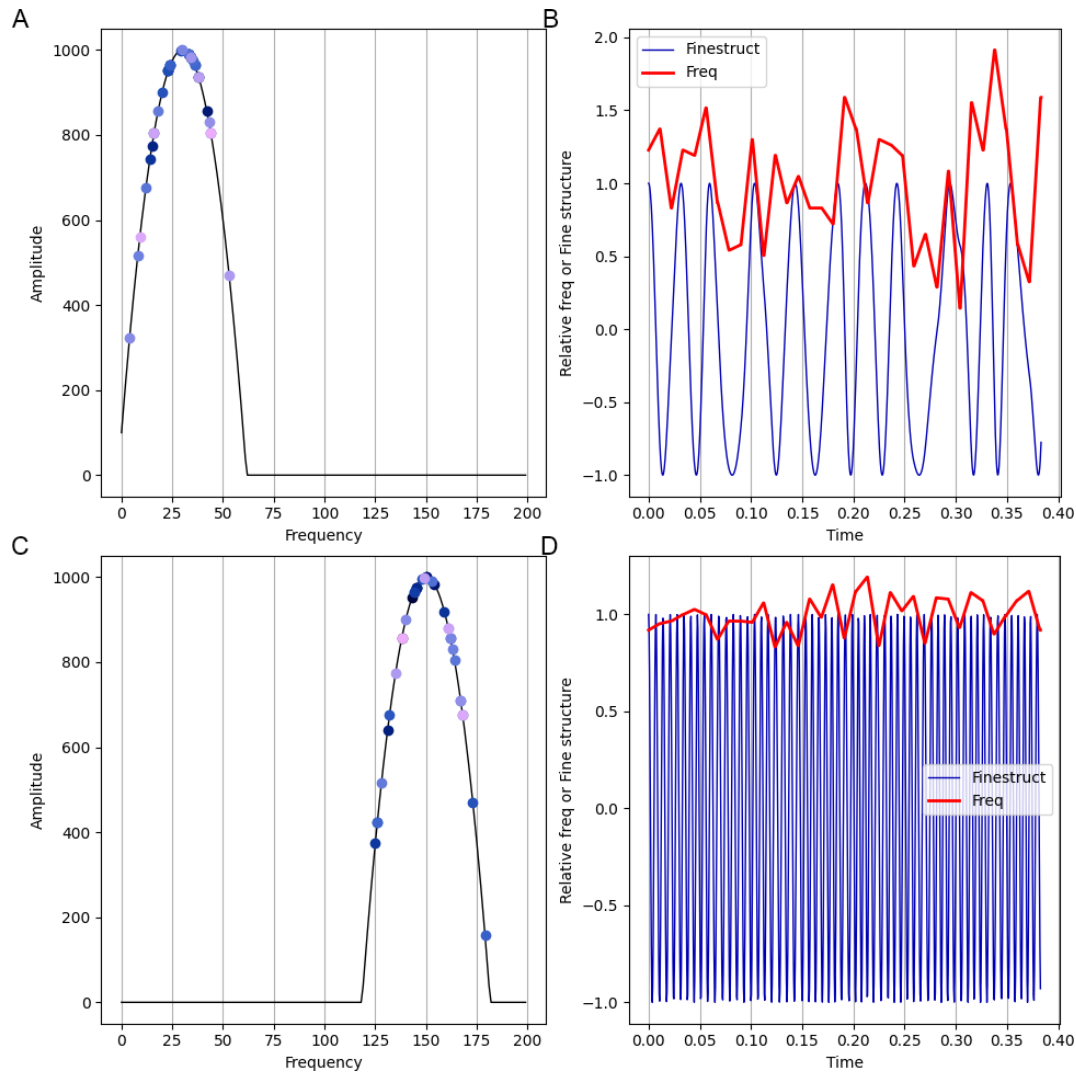 A
1000
800
600
400
200
0
Amplitude
0 25 50 75 100 125 150 175 200
Frequency
B
2.0
1.5
1.0
0.5
0.0
−0.5
−1.0
Relative freq or Fine structure
Finestruct
Freq
0.00 0.05 0.10 0.15 0.20 0.25 0.30 0.35 0.40
Time
C
1000
800
600
400
200
0
Amplitude
0 25 50 75 100 125 150 175 200
Frequency
D
1.0
0.5
0.0
−0.5
−1.0
Relative freq or Fine structure
Finestruct
Freq
0.00 0.05 0.10 0.15 0.20 0.25 0.30 0.35 0.40
Time